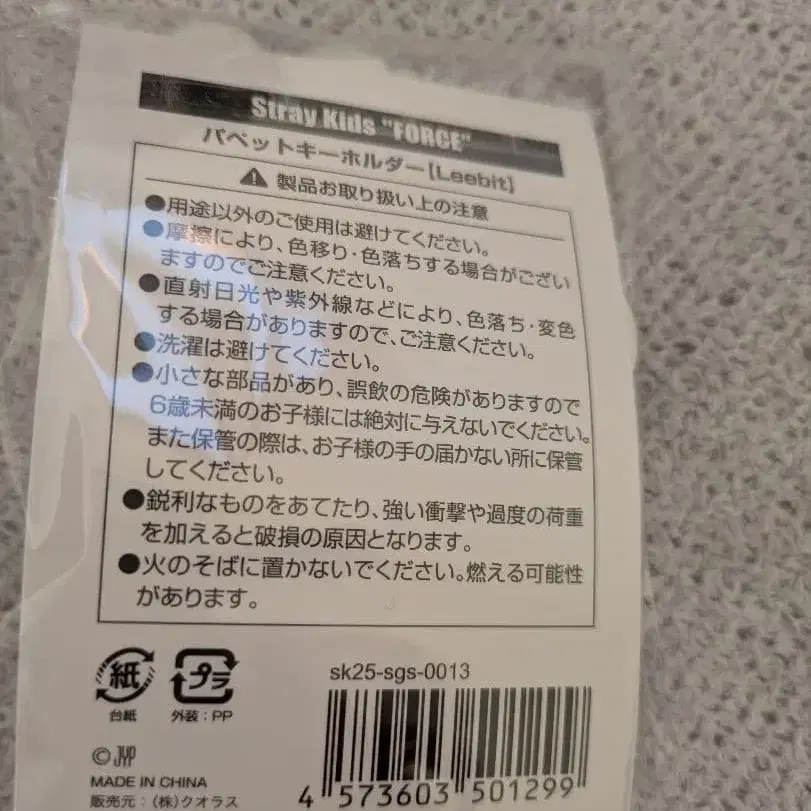 Stray Kids "FORCE"
パペットキーホルダー[Leebit]
製品お取り扱い上の注意
●用途以外のご使用は避けてください。
●摩擦により、色移り・色落ちする場合がござい
ますのでご注意ください。
●直射日光や紫外線などにより、色落ち・変色
する場合がありますので、ご注意ください。
●洗濯は避けてください。
●小さな部品があり、誤飲の危険がありますので
6歳未満のお子様には絶対に与えないでください。
また保管の際は、お子様の手の届かない所に保管
してください。
●鋭利なものをあてたり、強い衝撃や過度の荷重
を加えると破損の原因となります。
●火のそばに置かないでください。燃える可能性
があります。
紙 プラ
台紙 外装:PP
sk25-sgs-0013
©JYP
MADE IN CHINA
販売元:(株)クオラス
4 573603 501299